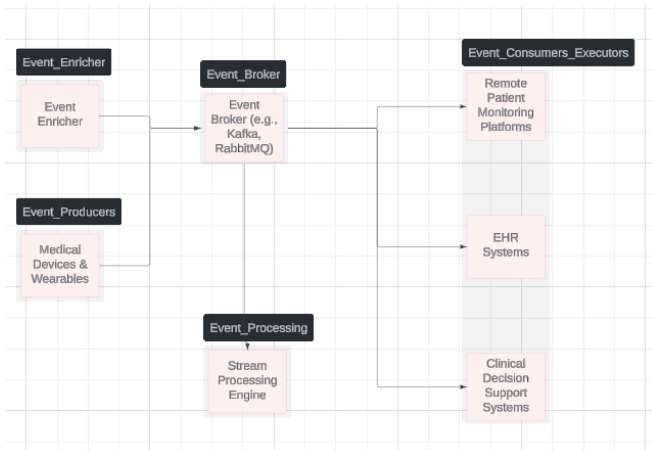 Event_Enricher
Event
Enricher
Event_Producers
Medical
Devices &
Wearables
Event_Broker
Event
Broker (e.g.,
Kafka,
RabbitMQ)
Event_Processing
Stream
Processing
Engine
Event_Consumers_Executors
Remote
Patient
Monitoring
Platforms
EHR
Systems
Clinical
Decision
Support
Systems